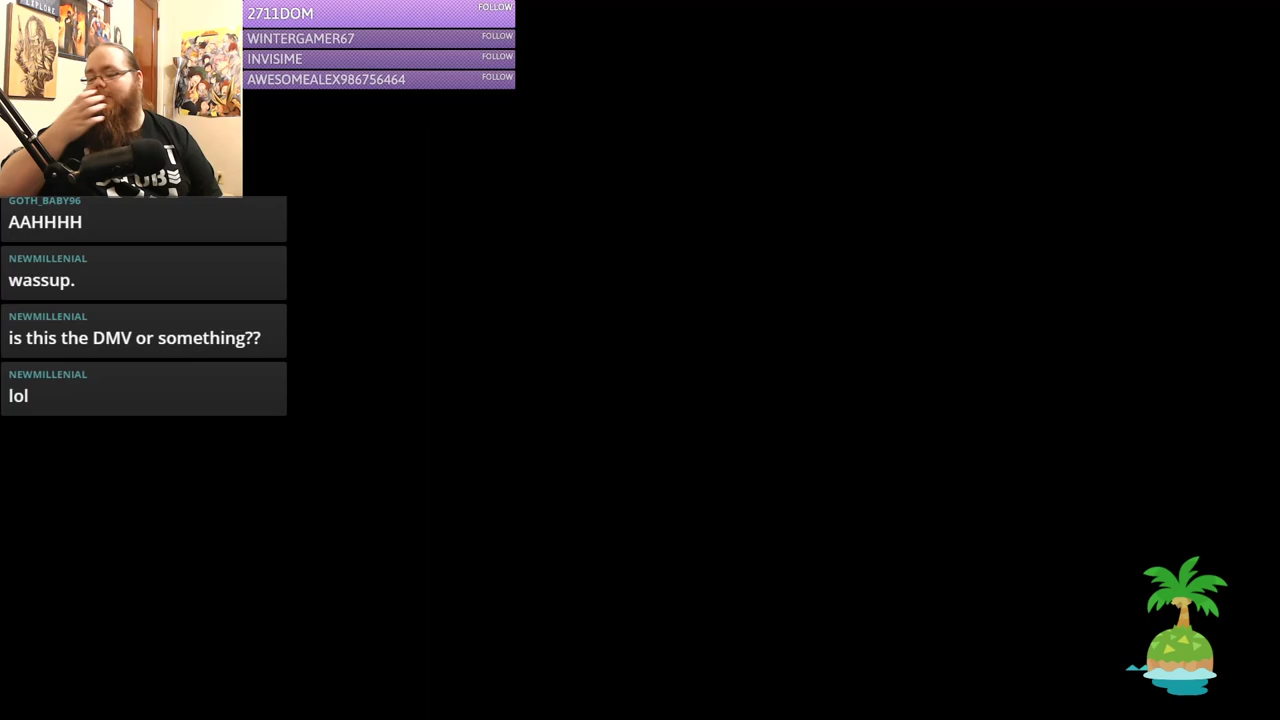 EXPLORE
2711DOM FOLLOW
WINTERGAMER67 FOLLOW
INVISIME FOLLOW
AWESOMEALEX986756464 FOLLOW
GOTH_BABY96
AAHHHH
NEWMILLENIAL
wassup.
NEWMILLENIAL
is this the DMV or something??
NEWMILLENIAL
lol